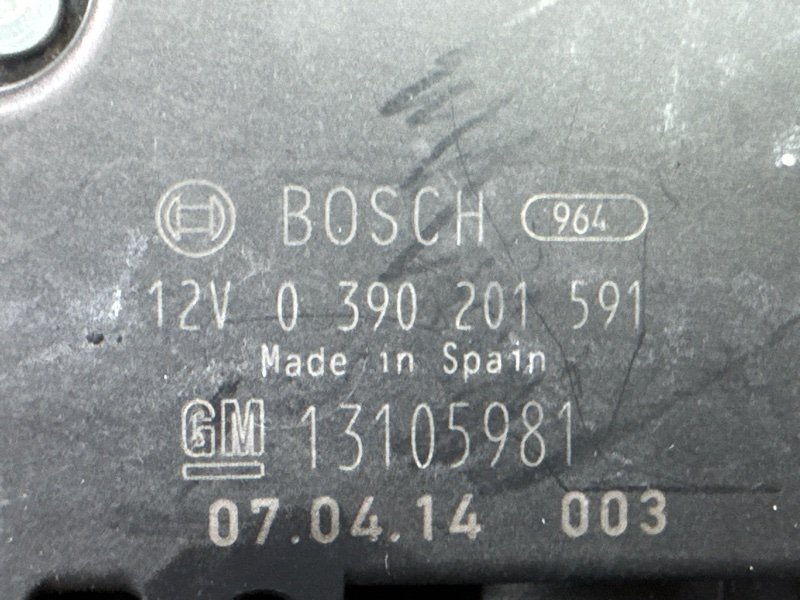 BOSCH 964
12V 0 390 201 591
Made in Spain
GM 13105981
07.04.14 003